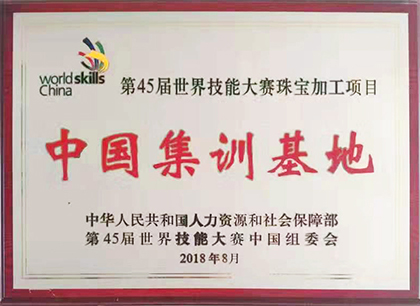 world skills
China
第45届世界技能大赛珠宝加工项目
中国集训基地
中华人民共和国人力资源和社会保障部
第45届世界技能大赛中国组委会
2018年8月